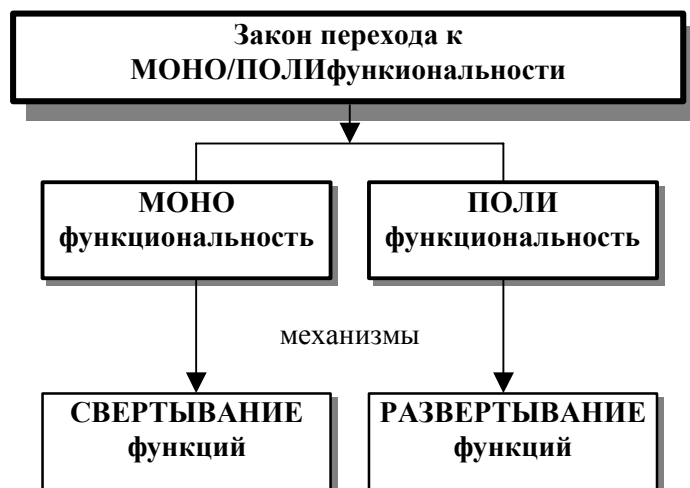 Закон перехода к
МОНО/ПОЛИфункиональности
МОНО
функциональность
ПОЛИ
функциональность
механизмы
СВЕРТЫВАНИЕ
функций
РАЗВЕРТЫВАНИЕ
функций